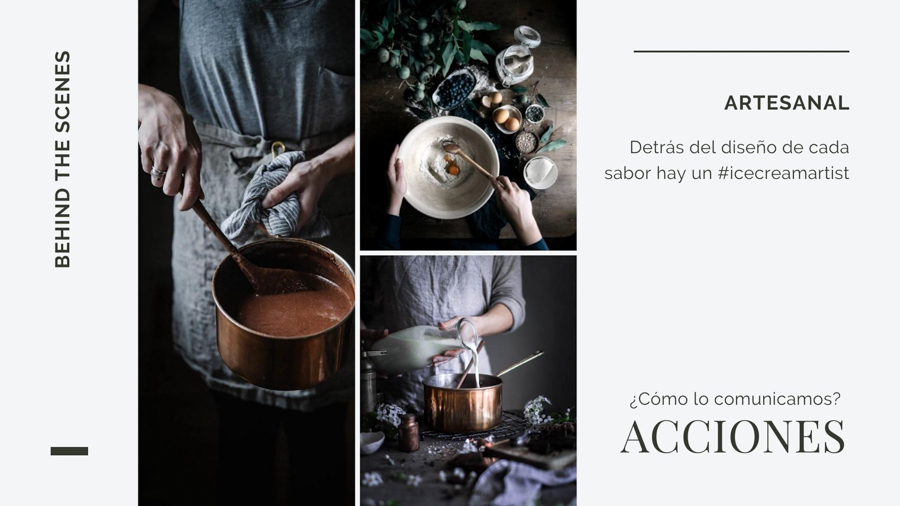 BEHIND THE SCENES
ARTESANAL
Detrás del diseño de cada
sabor hay un #icecreamartist
¿Cómo lo comunicamos?
ACCIONES